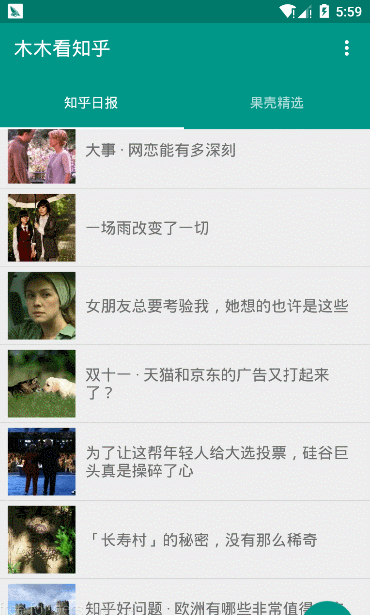 5:59
木木看知乎
知乎日报
果壳精选
大事 · 网恋能有多深刻
一场雨改变了一切
女朋友总要考验我，她想的也许是这些
双十一 · 天猫和京东的广告又打起来
了？
为了让这帮年轻人给大选投票，硅谷巨
头真是操碎了心
「长寿村」的秘密，没有那么稀奇
知乎好问题 · 欧洲有哪些非常值得